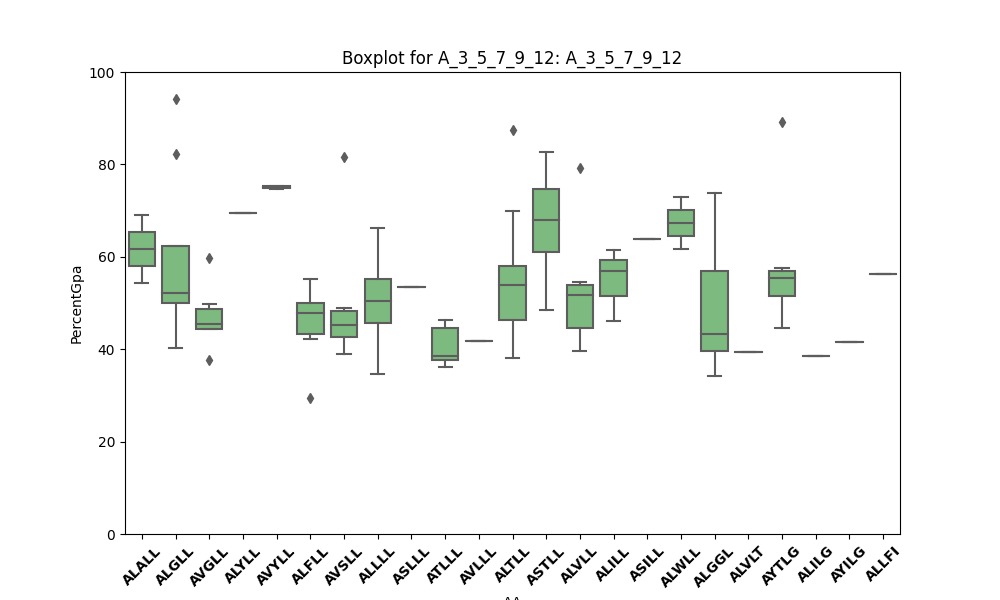 Boxplot for A_3_5_7_9_12: A_3_5_7_9_12
100
80
60
40
20
0
PercentGpa
ALALL ALGLL AVGLL ALYLL AVYLL ALFLL AVSLL ALLLL ASLLL ATLLL AVLLL ALTLL ASTLL ALVLL ALILL ASILL ALWLL ALGGL ALVLT AYTLG ALILG AYILG ALLFI